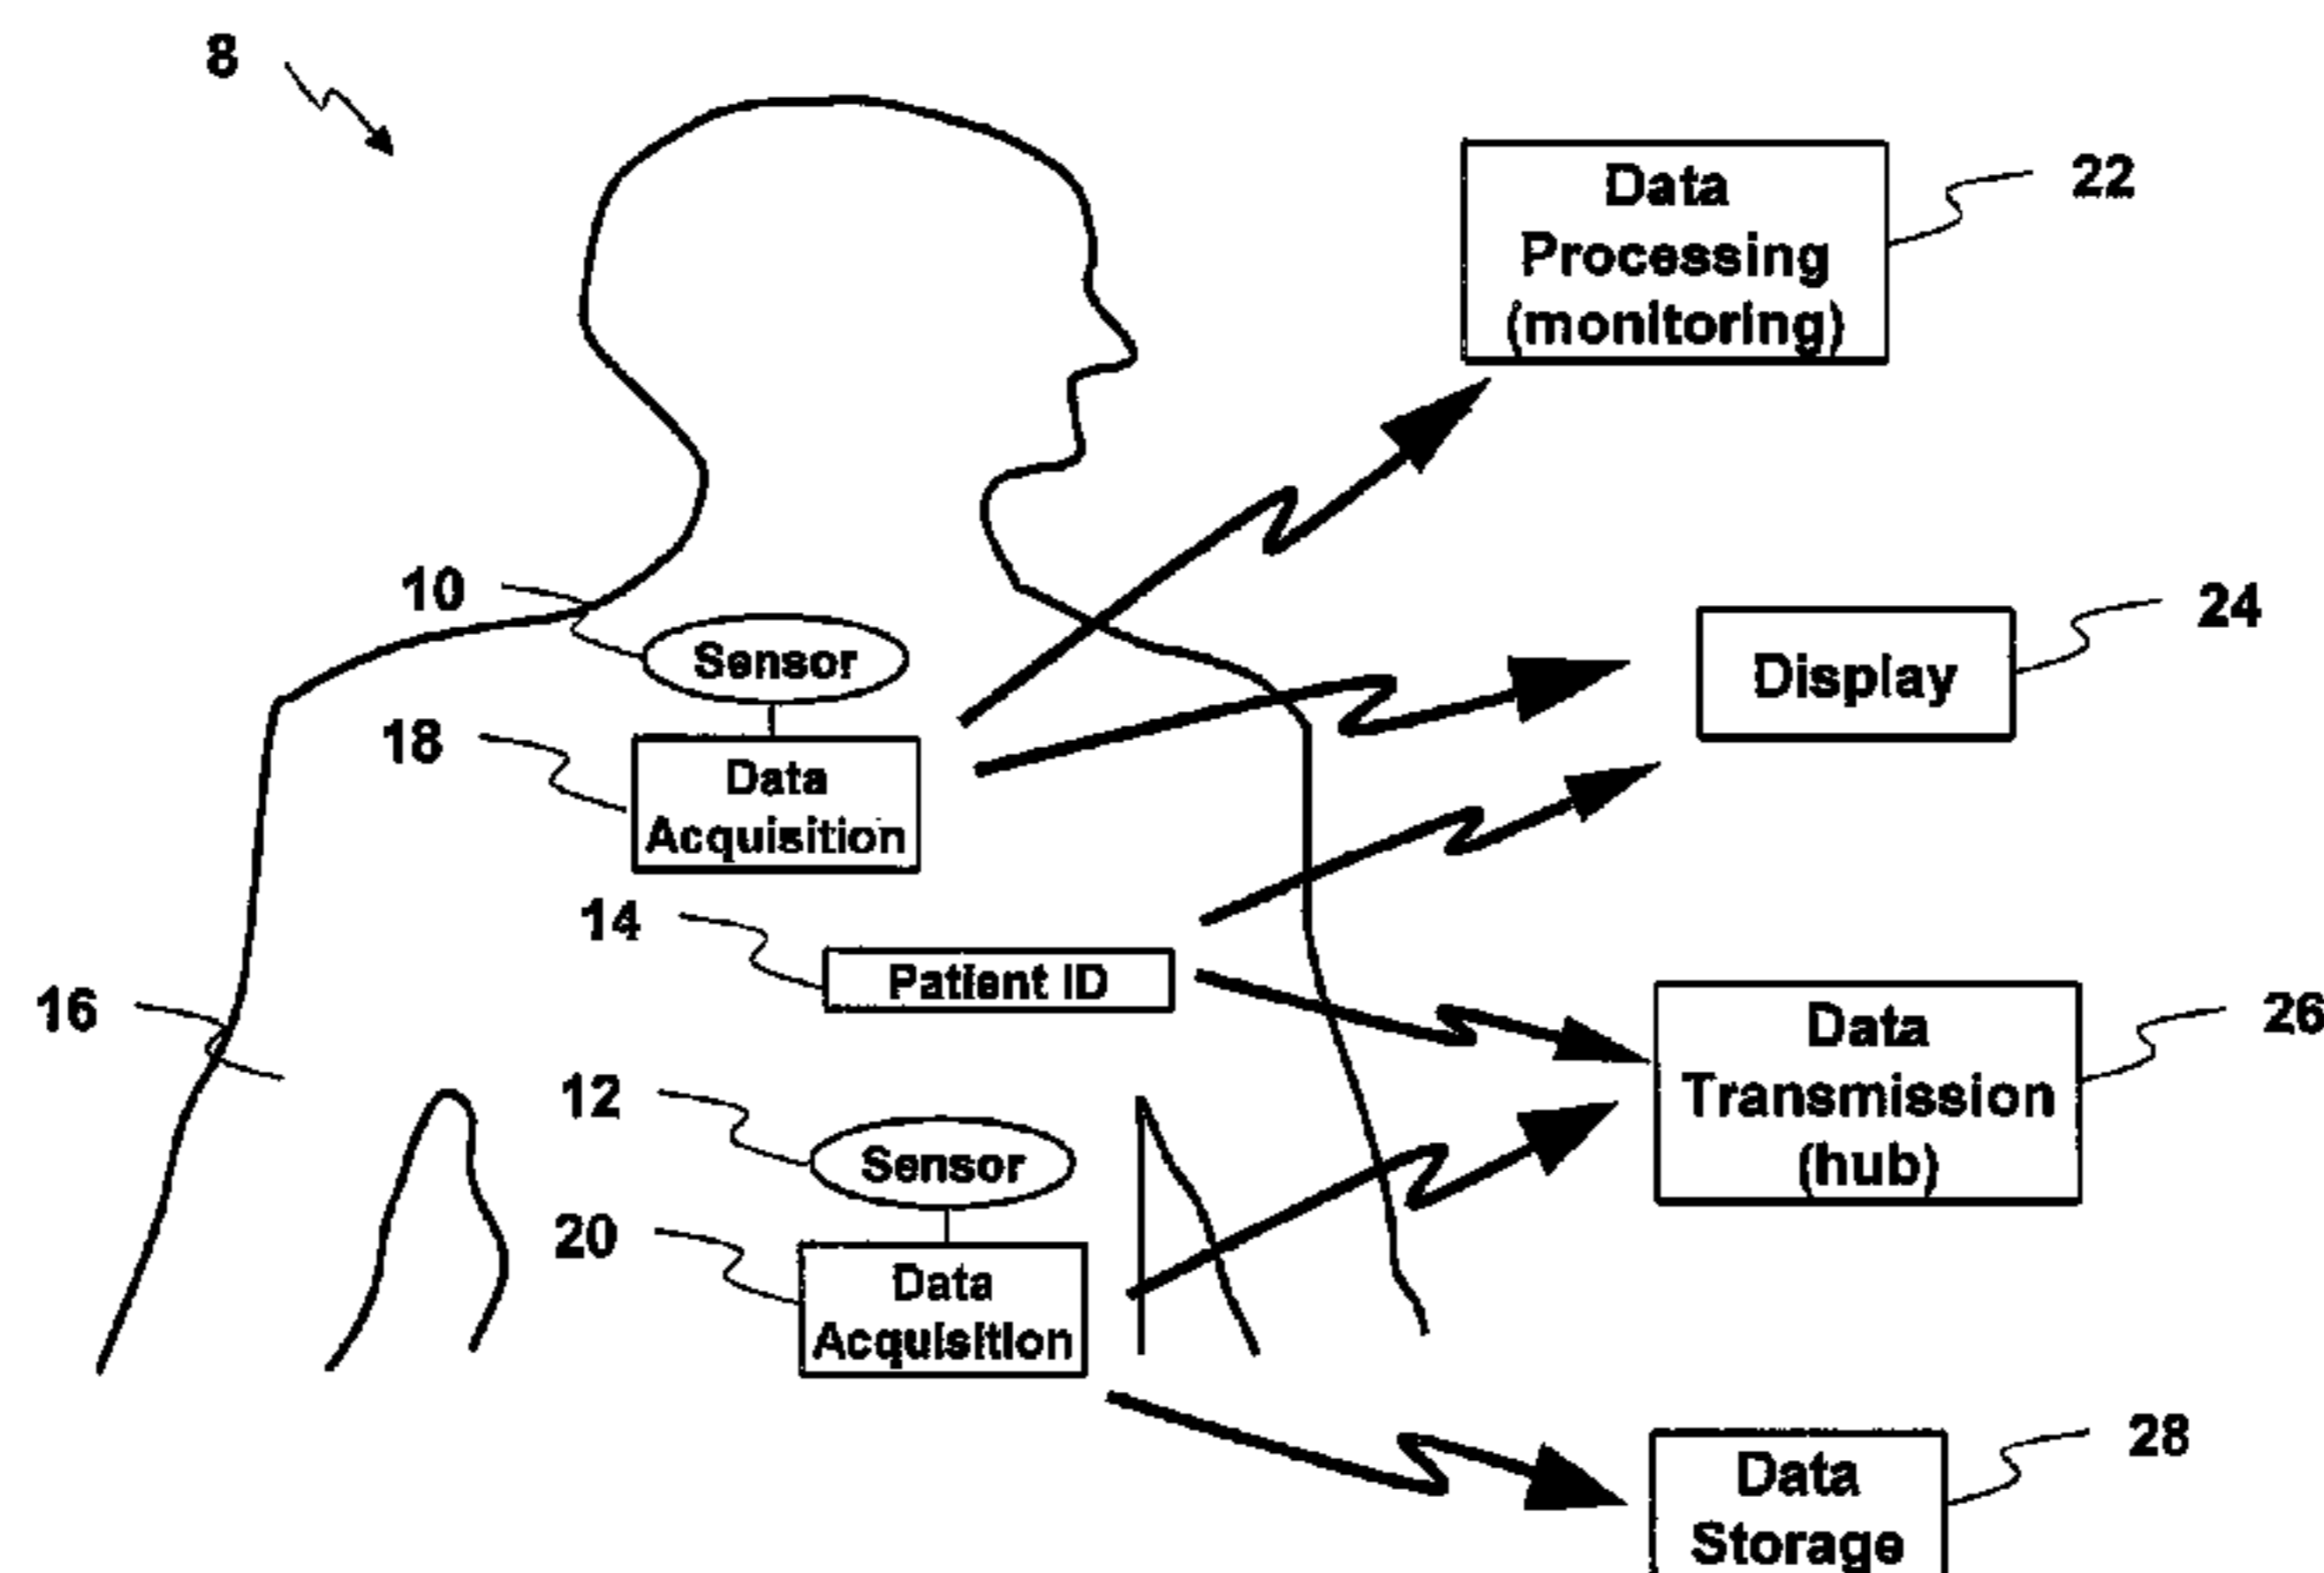 8
Data
Processing
(monitoring)
22
10
Sensor
24
Display
18
Data
Acquisition
14
Patient ID
16
26
Data
Transmission
(hub)
12
Sensor
20
Data
Acquisition
28
Data
Storage